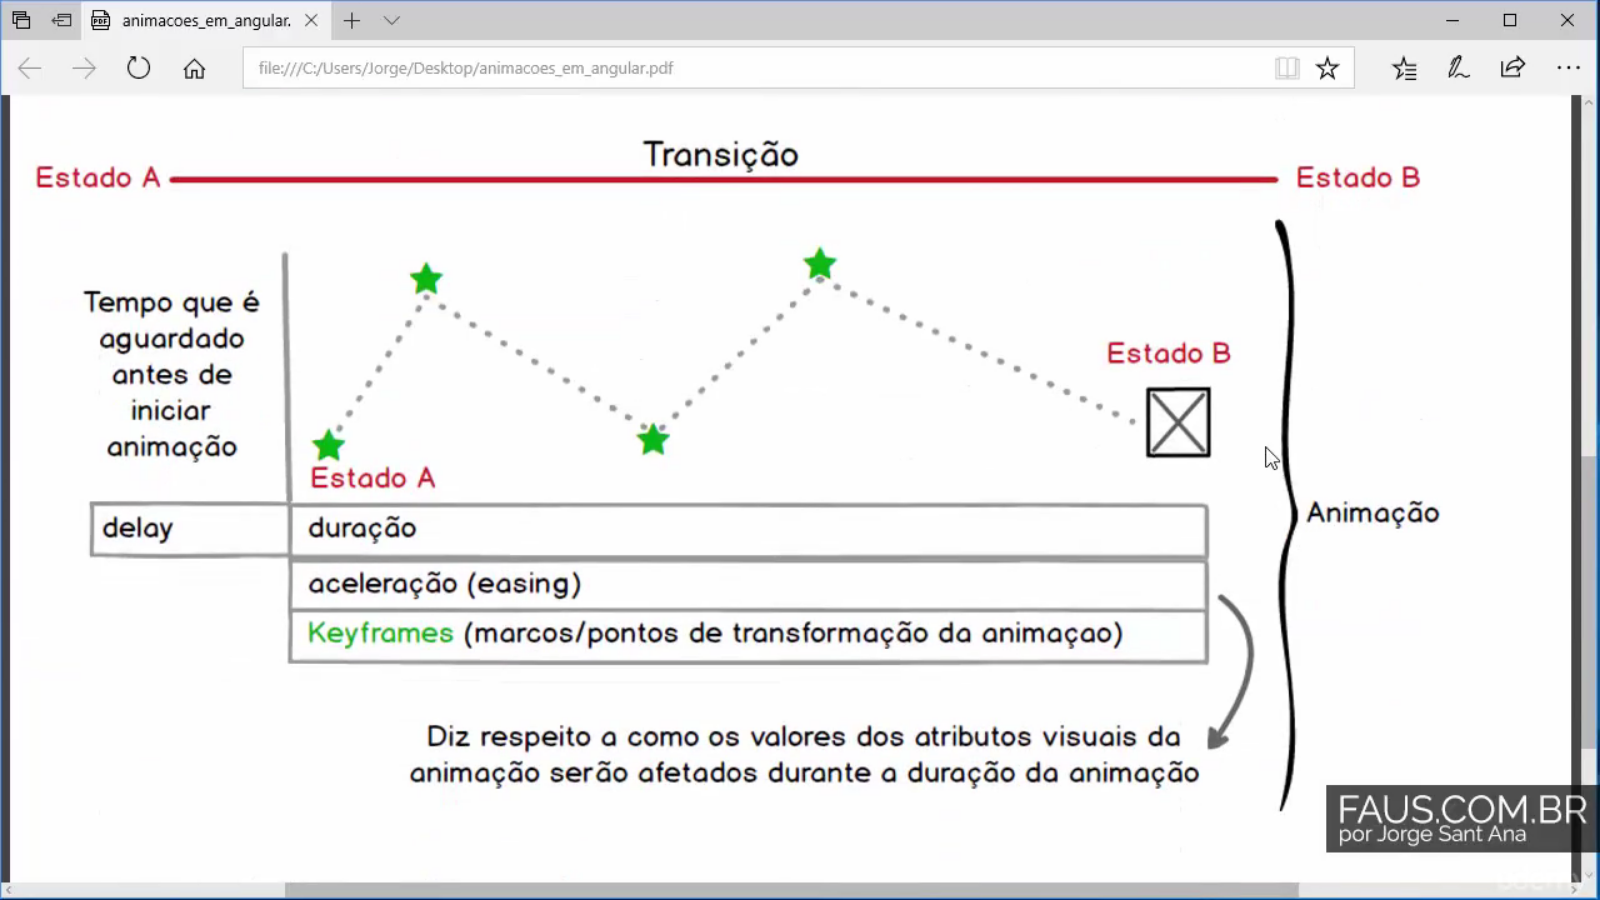 animacoes_em_angular.
file:///C:/Users/Jorge/Desktop/animacoes_em_angular.pdf
Transição
Estado A
Estado B
Tempo que é
aguardado
antes de
iniciar
animação
Estado B
Estado A
delay
duração
Animação
aceleração (easing)
Keyframes (marcos/pontos de transformação da animaçao)
Diz respeito a como os valores dos atributos visuais da
animação serão afetados durante a duração da animação
FAUS.COM.BR
por Jorge Sant Ana